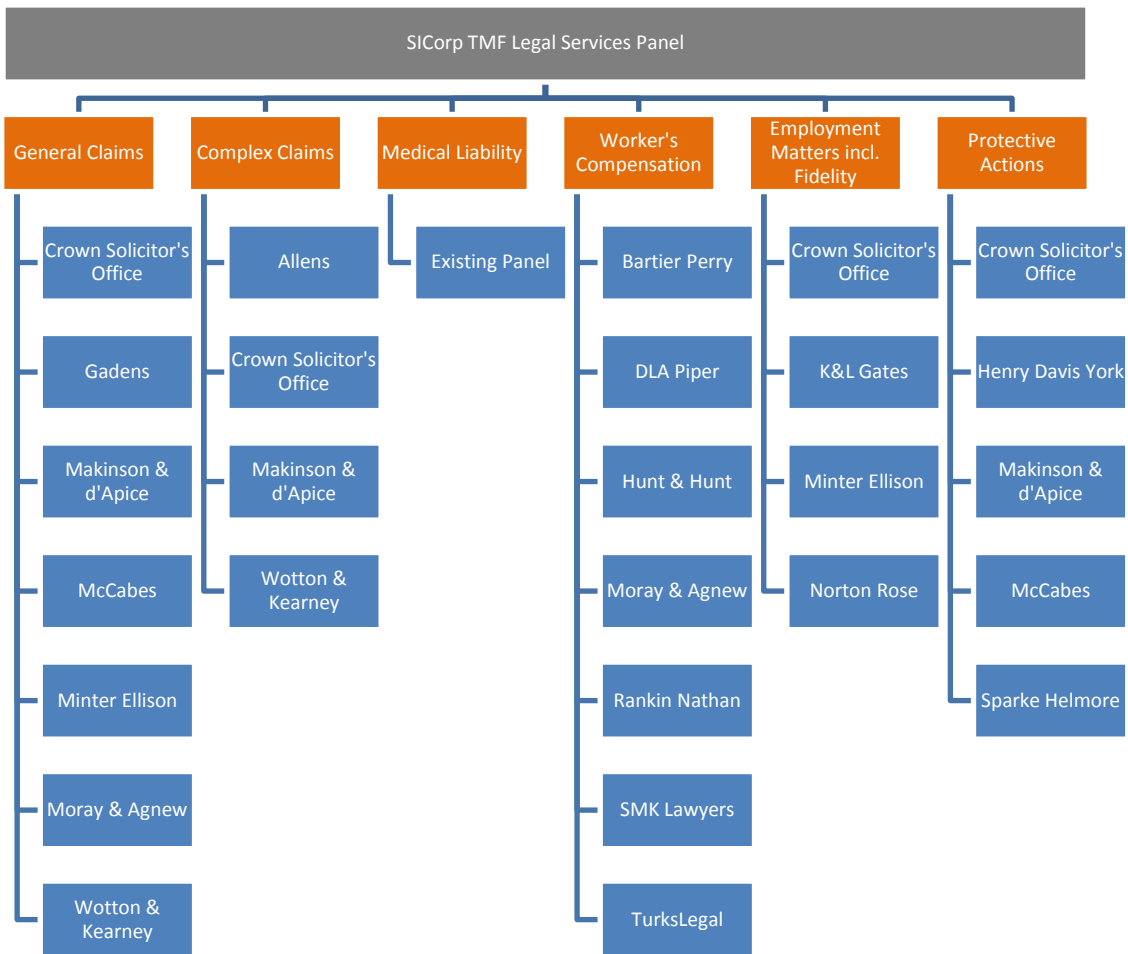 SICorp TMF Legal Services Panel
General Claims
Complex Claims
Medical Liability
Worker's
Compensation
Employment
Matters incl.
Fidelity
Protective
Actions
Crown Solicitor's
Office
Gadens
Makinson &
d'Apice
McCabes
Minter Ellison
Moray & Agnew
Wotton &
Kearney
Allens
Crown Solicitor's
Office
Makinson &
d'Apice
Wotton &
Kearney
Existing Panel
Bartier Perry
DLA Piper
Hunt & Hunt
Moray & Agnew
Rankin Nathan
SMK Lawyers
TurksLegal
Crown Solicitor's
Office
K&L Gates
Minter Ellison
Norton Rose
Crown Solicitor's
Office
Henry Davis York
Makinson &
d'Apice
McCabes
Sparke Helmore